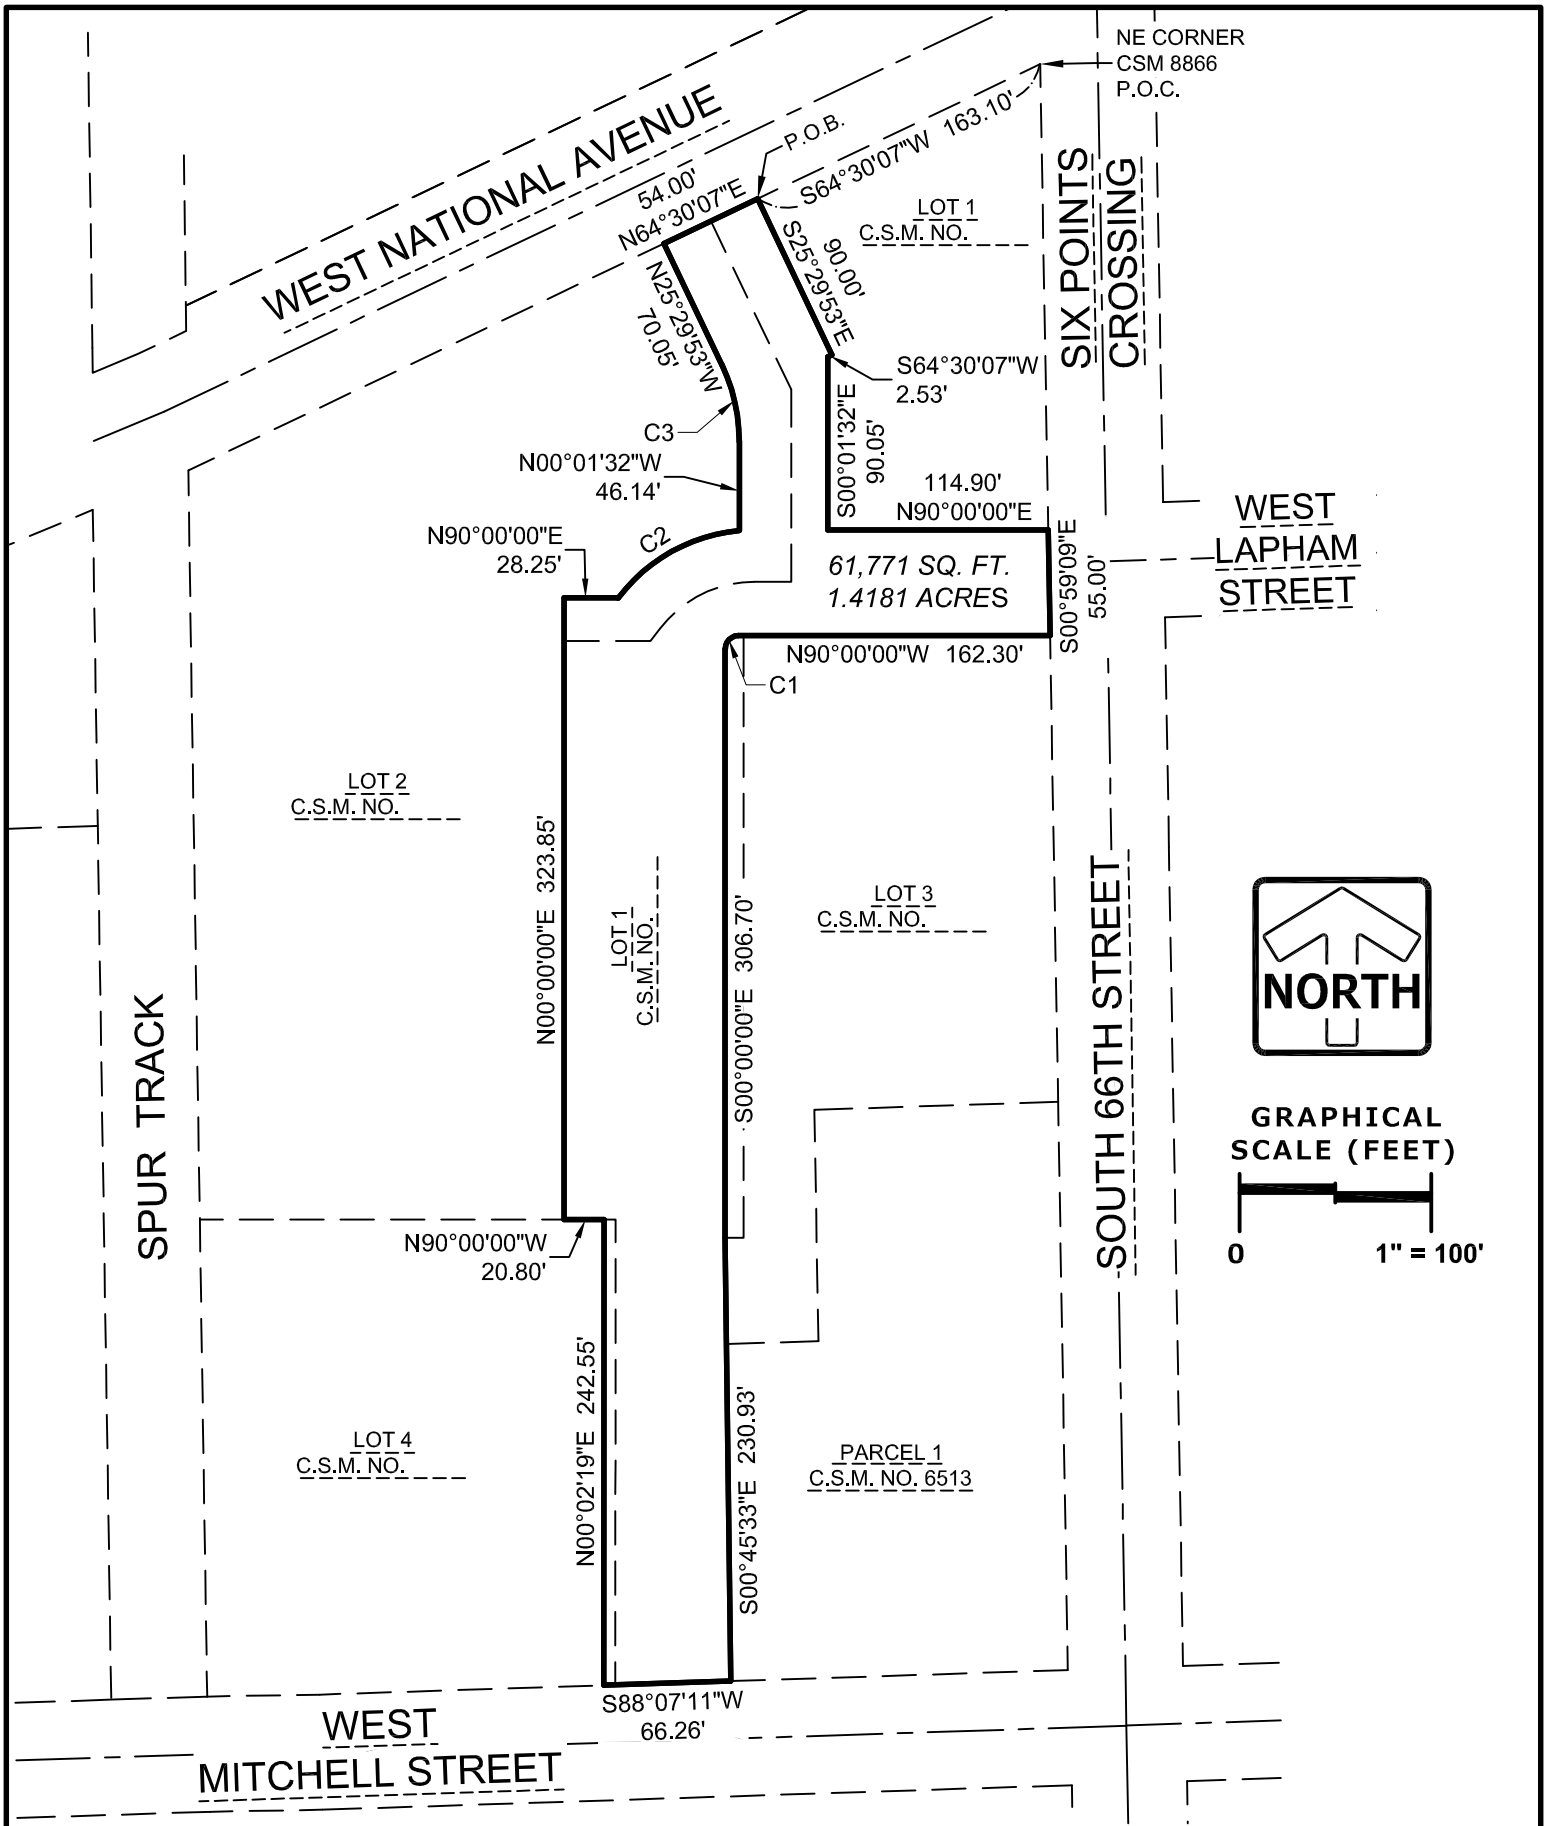 NE CORNER
CSM 8866
P.O.C.
WEST NATIONAL AVENUE
P.O.B.
S64°30'07"W 163.10'
54.00'
N64°30'07"E
LOT 1
C.S.M. NO.
SIX POINTS
CROSSING
90.00'
S25°29'53"E
N25°29'53"W
70.05'
S64°30'07"W
2.53'
C3
S00°01'32"E
90.05'
N00°01'32"W
46.14'
114.90'
N90°00'00"E
WEST
LAPHAM
STREET
N90°00'00"E
28.25'
C2
61,771 SQ. FT.
1.4181 ACRES
S00°59'09"E
55.00'
N90°00'00"W 162.30'
C1
LOT 2
C.S.M. NO.
N00°00'00"E 323.85'
LOT 1
C.S.M. NO.
S00°00'00"E 306.70'
LOT 3
C.S.M. NO.
SOUTH 66TH STREET
NORTH
SPUR TRACK
GRAPHICAL
SCALE (FEET)
0 1" = 100'
N90°00'00"W
20.80'
N00°02'19"E 242.55'
S00°45'33"E 230.93'
LOT 4
C.S.M. NO.
PARCEL 1
C.S.M. NO. 6513
S88°07'11"W
66.26'
WEST
MITCHELL STREET